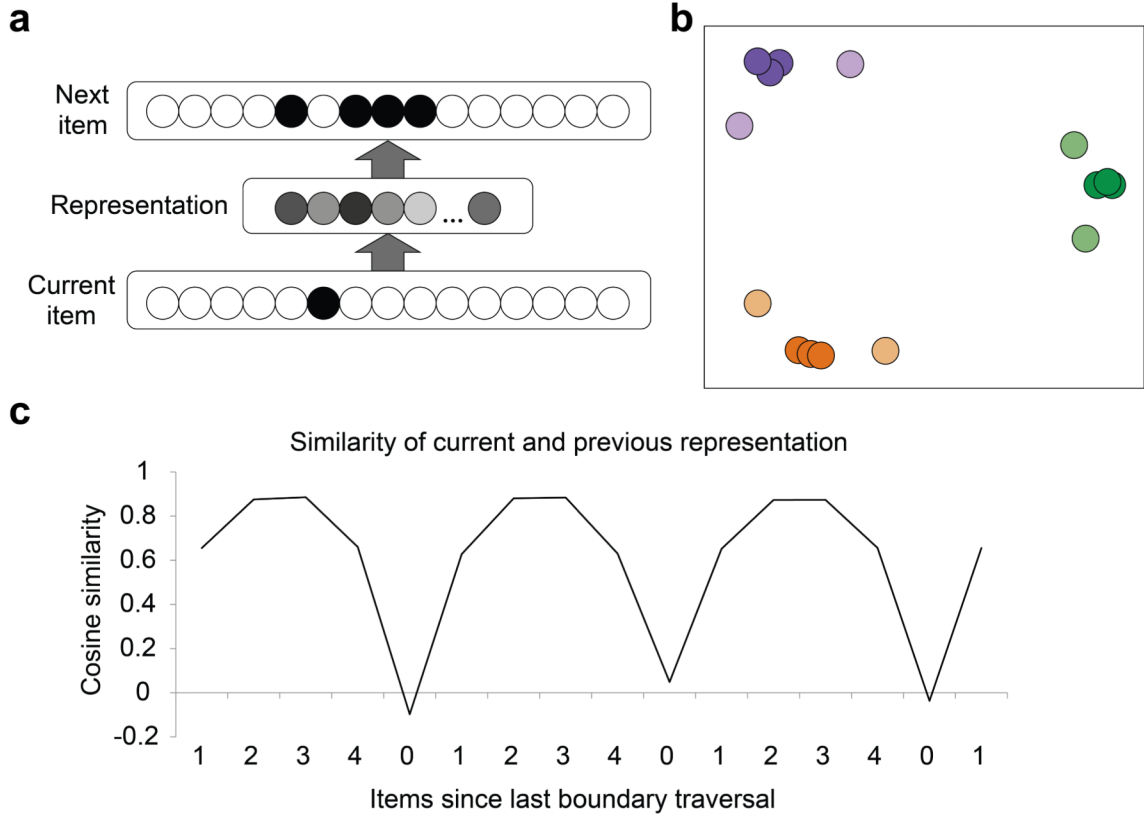 a
Next
item
Representation
...
Current
item
b
c
Similarity of current and previous representation
Cosine similarity
1
0.8
0.6
0.4
0.2
0
-0.2
1 2 3 4 0 1 2 3 4 0 1 2 3 4 0 1
Items since last boundary traversal